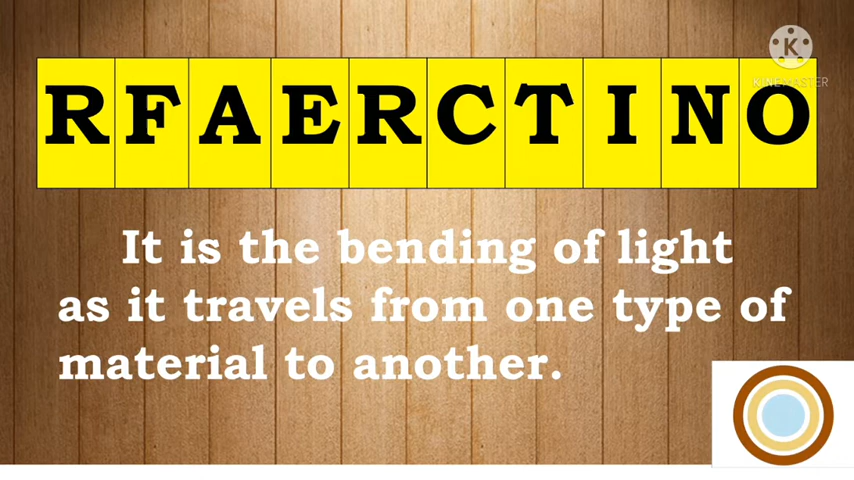 RFAERCTINO
KINEMASTER
It is the bending of light
as it travels from one type of
material to another.